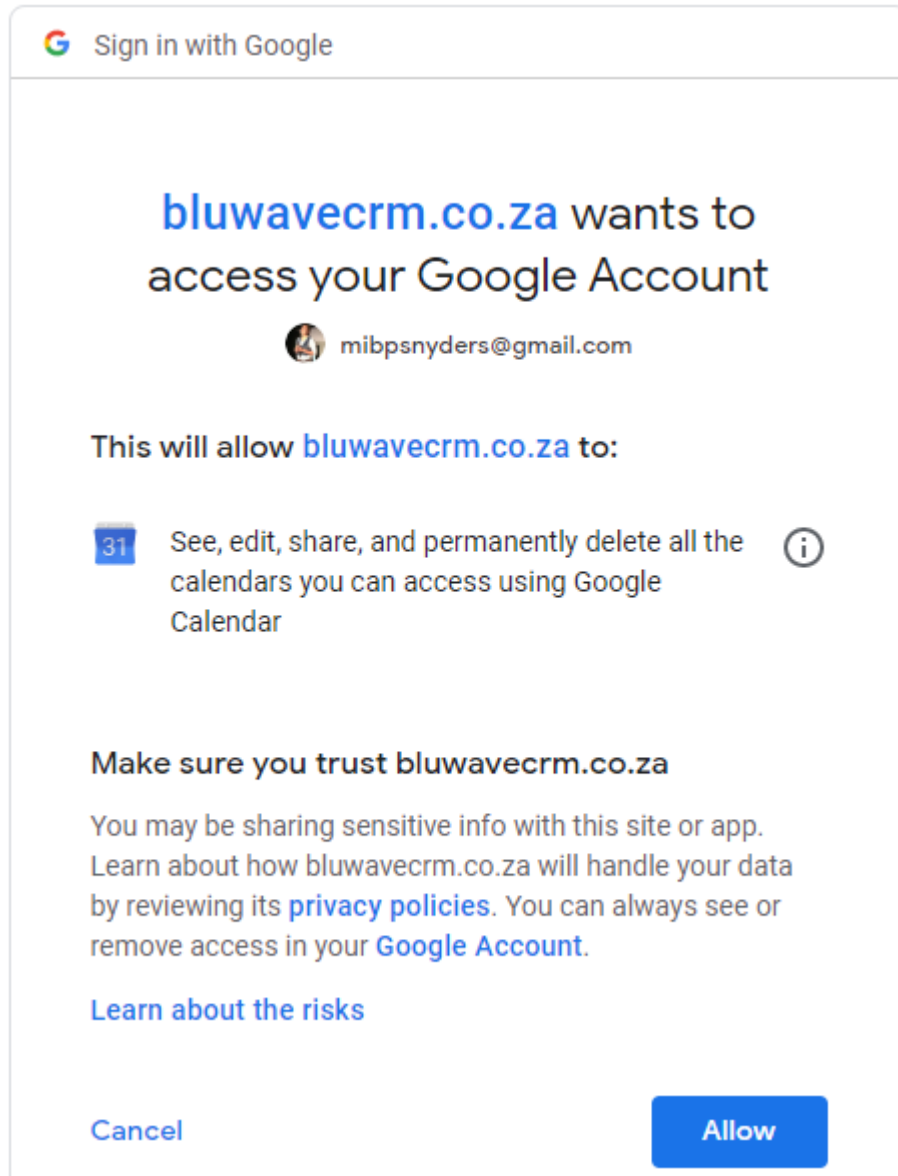 Sign in with Google
bluwavecrm.co.za wants to
access your Google Account
mibpsnyders@gmail.com
This will allow bluwavecrm.co.za to:
31
See, edit, share, and permanently delete all the
calendars you can access using Google
Calendar
Make sure you trust bluwavecrm.co.za
You may be sharing sensitive info with this site or app.
Learn about how bluwavecrm.co.za will handle your data
by reviewing its privacy policies. You can always see or
remove access in your Google Account.
Learn about the risks
Cancel
Allow